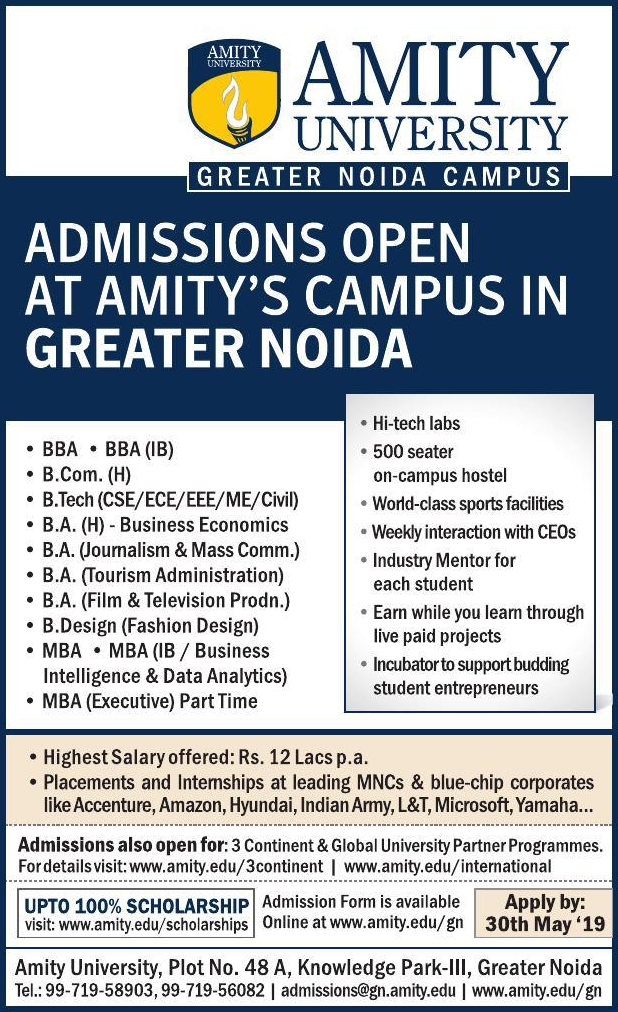 AMITY
UNIVERSITY
AMITY
UNIVERSITY
GREATER NOIDA CAMPUS
ADMISSIONS OPEN
AT AMITY'S CAMPUS IN
GREATER NOIDA
• BBA • BBA (IB)
• B.Com. (H)
• B.Tech (CSE/ECE/EEE/ME/Civil)
• B.A. (H) - Business Economics
• B.A. (Journalism & Mass Comm.)
• B.A. (Tourism Administration)
• B.A. (Film & Television Prodn.)
• B.Design (Fashion Design)
• MBA • MBA (IB / Business
Intelligence & Data Analytics)
• MBA (Executive) Part Time
• Hi-tech labs
• 500 seater
on-campus hostel
• World-class sports facilities
• Weekly interaction with CEOs
• Industry Mentor for
each student
• Earn while you learn through
live paid projects
• Incubator to support budding
student entrepreneurs
• Highest Salary offered: Rs. 12 Lacs p.a.
• Placements and Internships at leading MNCs & blue-chip corporates
like Accenture, Amazon, Hyundai, Indian Army, L&T, Microsoft, Yamaha...
Admissions also open for: 3 Continent & Global University Partner Programmes.
For details visit: www.amity.edu/3continent | www.amity.edu/international
UPTO 100% SCHOLARSHIP
visit: www.amity.edu/scholarships
Admission Form is available
Online at www.amity.edu/gn
Apply by:
30th May '19
Amity University, Plot No. 48 A, Knowledge Park-III, Greater Noida
Tel.: 99-719-58903, 99-719-56082 | admissions@gn.amity.edu | www.amity.edu/gn